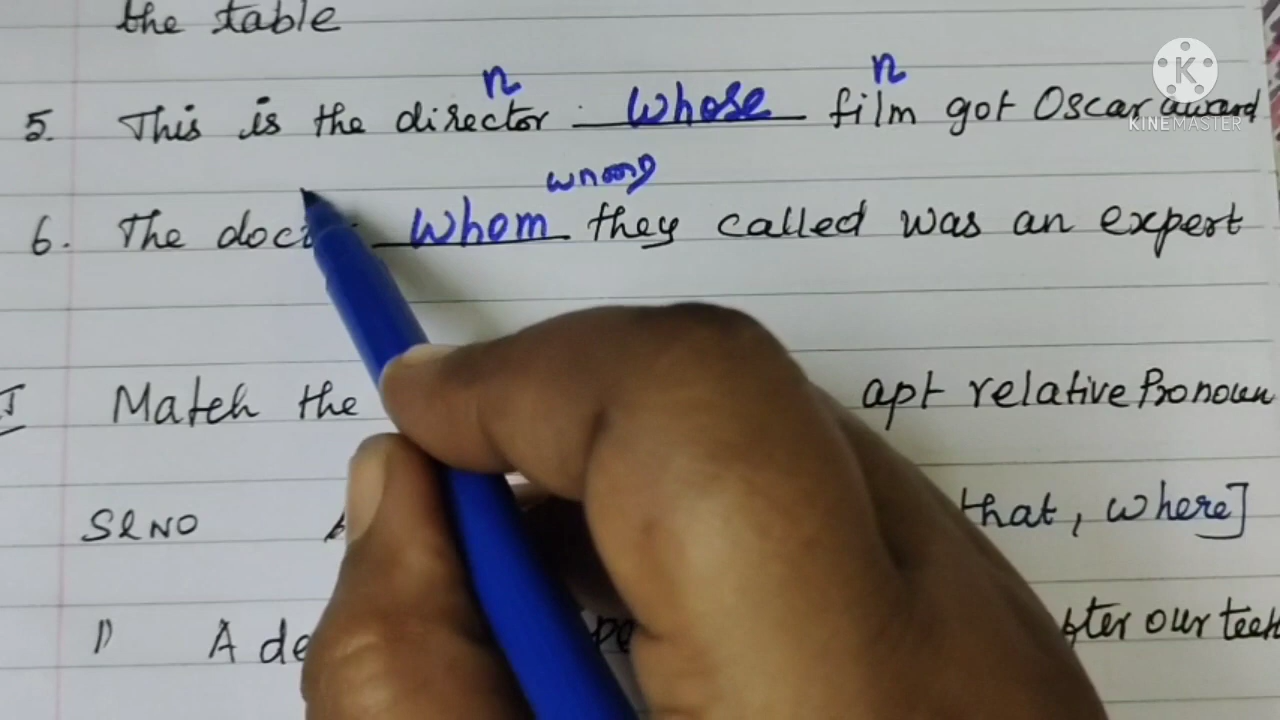 the table
n n
5. This is the director whose film got Oscar award
KINEMASTER
6. The doc whom they called was an expert
Match the apt relative Pronoun
Sl NO that, where]
1) A de our teeth